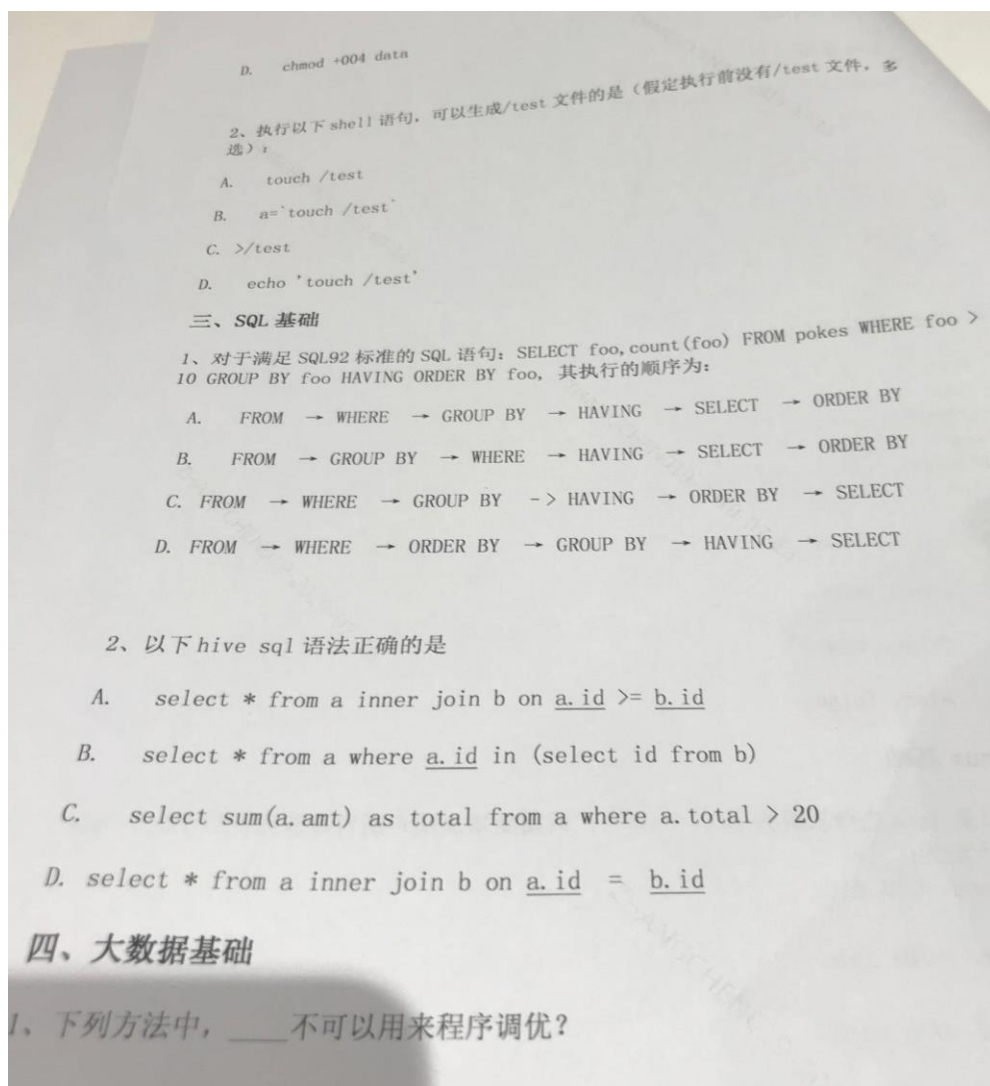 D. chmod +004 data
2、执行以下 shell 语句，可以生成/test 文件的是（假定执行前没有/test 文件，多
选）：
A. touch /test
B. a=`touch /test`
C. >/test
D. echo 'touch /test'
三、SQL 基础
1、对于满足 SQL92 标准的 SQL 语句：SELECT foo,count(foo) FROM pokes WHERE foo >
10 GROUP BY foo HAVING ORDER BY foo, 其执行的顺序为：
A. FROM → WHERE → GROUP BY → HAVING → SELECT → ORDER BY
B. FROM → GROUP BY → WHERE → HAVING → SELECT → ORDER BY
C. FROM → WHERE → GROUP BY -> HAVING → ORDER BY → SELECT
D. FROM → WHERE → ORDER BY → GROUP BY → HAVING → SELECT
2、以下 hive sql 语法正确的是
A. select * from a inner join b on a.id >= b.id
B. select * from a where a.id in (select id from b)
C. select sum(a.amt) as total from a where a.total > 20
D. select * from a inner join b on a.id = b.id
四、大数据基础
1、下列方法中，____不可以用来程序调优？